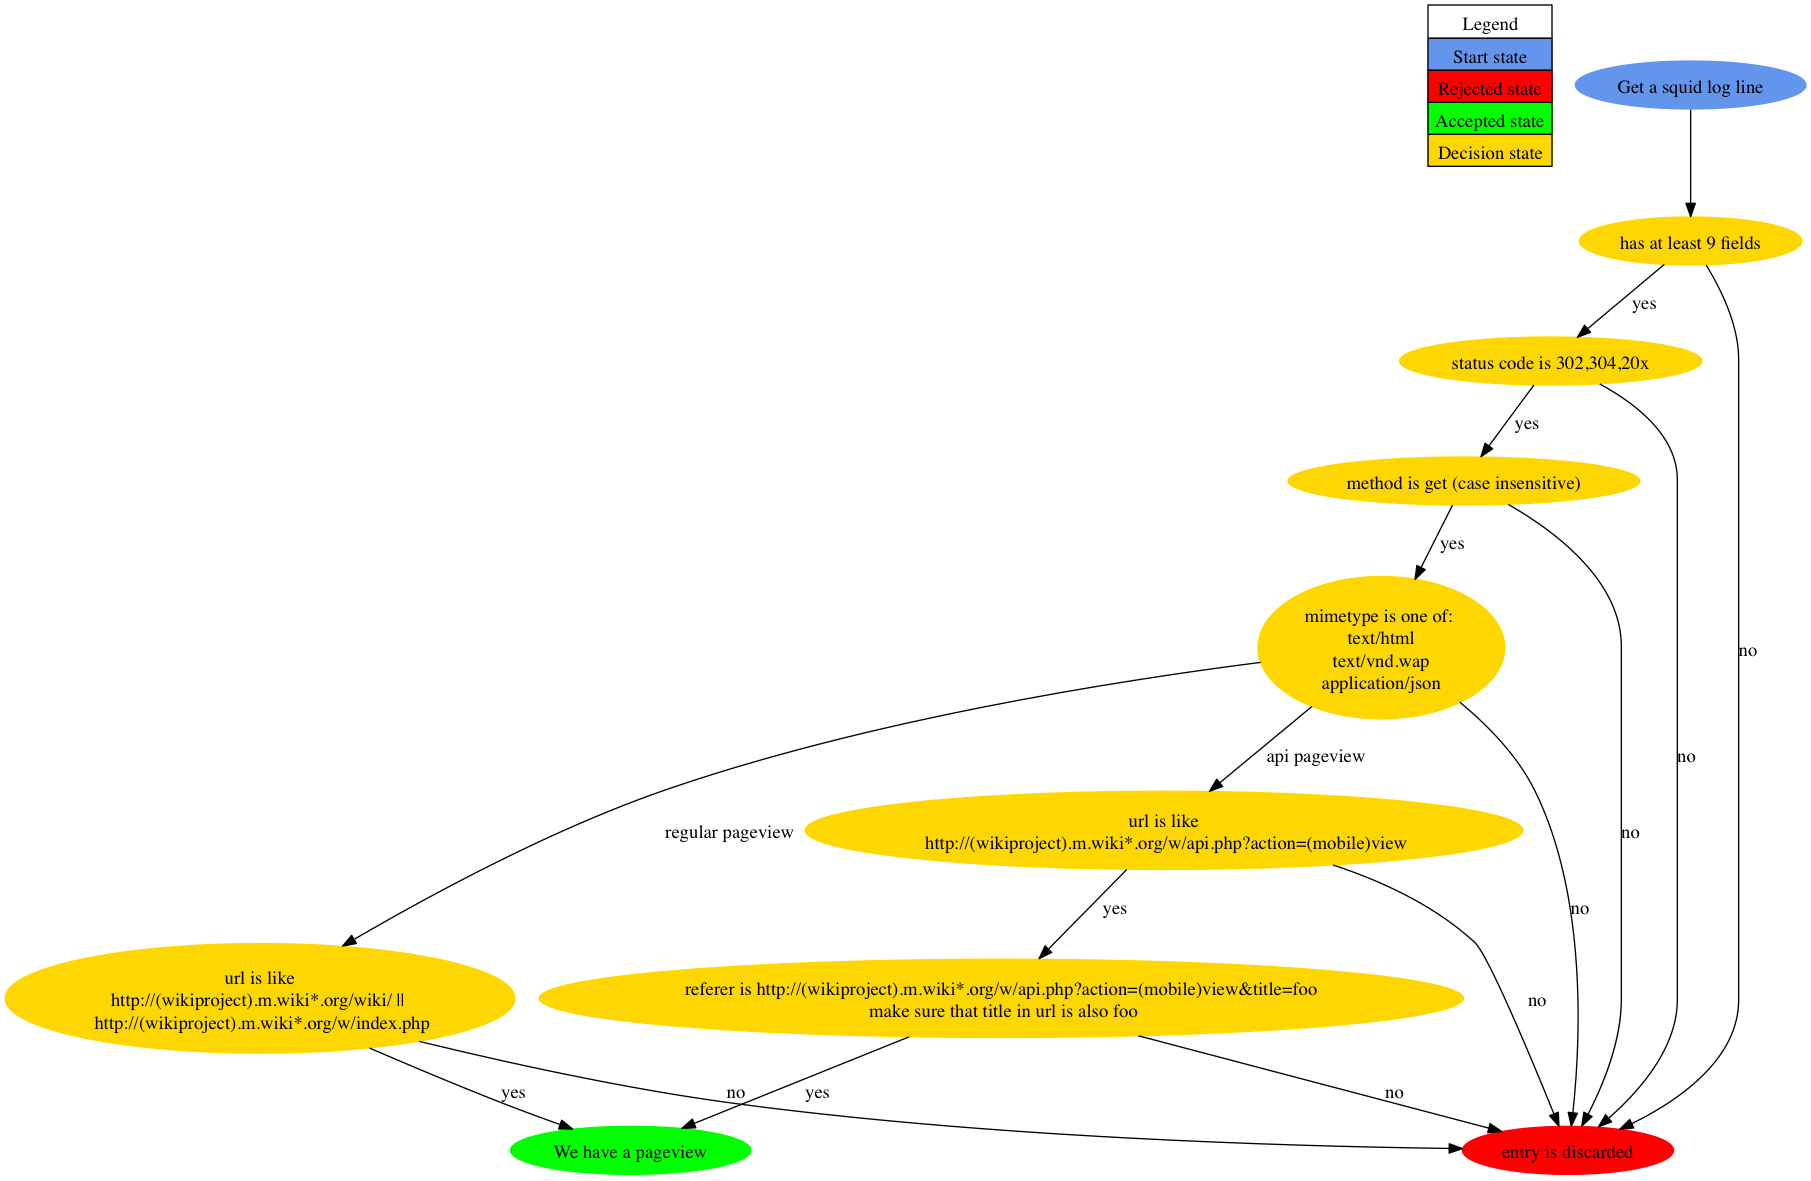 Legend
Start state
Rejected state
Accepted state
Decision state
Get a squid log line
has at least 9 fields
yes
status code is 302,304,20x
yes
method is get (case insensitive)
yes
mimetype is one of:
text/html
text/vnd.wap
application/json
no
api pageview
no
regular pageview
url is like
http://(wikiproject).m.wiki*.org/w/api.php?action=(mobile)view
no
yes
no
url is like
http://(wikiproject).m.wiki*.org/wiki/ ||
http://(wikiproject).m.wiki*.org/w/index.php
referer is http://(wikiproject).m.wiki*.org/w/api.php?action=(mobile)view&title=foo
make sure that title in url is also foo
no
yes
no
yes
no
We have a pageview
entry is discarded